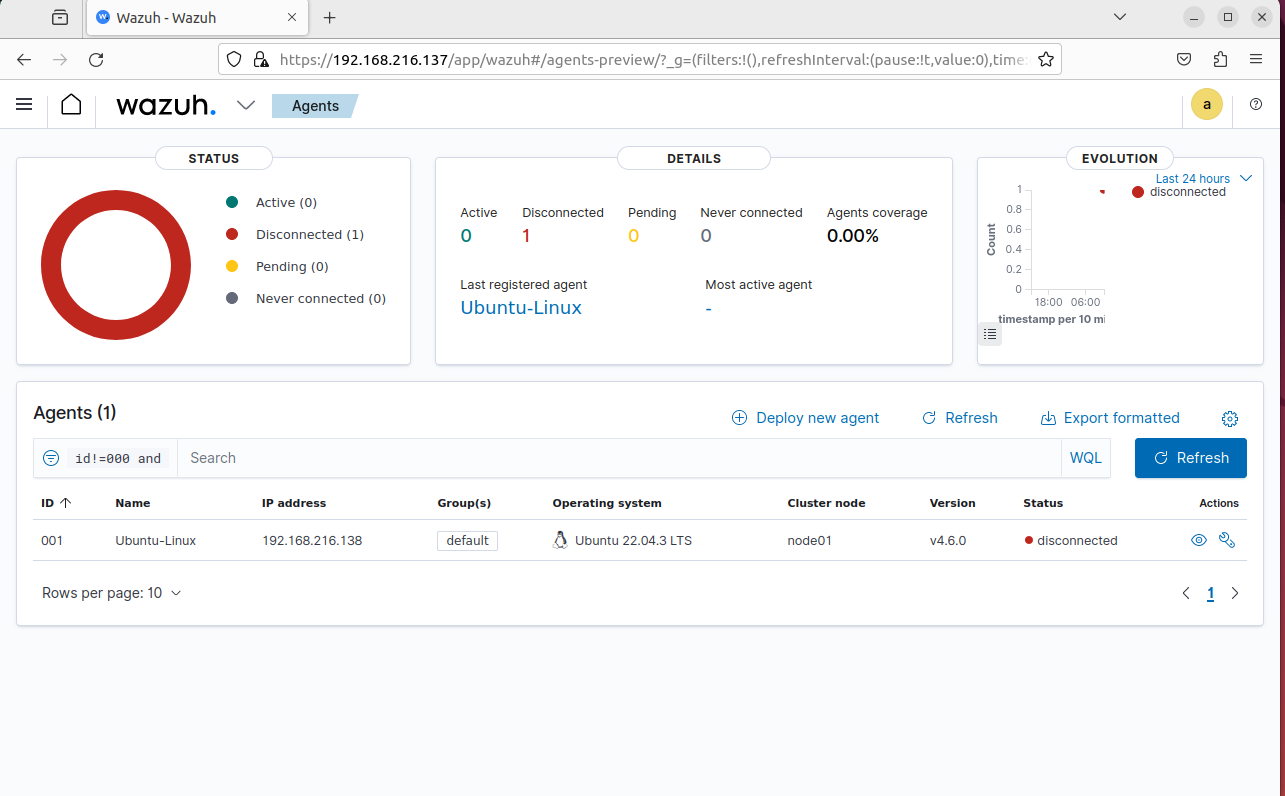 Wazuh - Wazuh
https://192.168.216.137/app/wazuh#/agents-preview/?_g=(filters:!(),refreshInterval:(pause:!t,value:0),time:
wazuh. Agents a
STATUS
Active (0)
Disconnected (1)
Pending (0)
Never connected (0)
DETAILS
Active Disconnected Pending Never connected Agents coverage
0 1 0 0 0.00%
Last registered agent Most active agent
Ubuntu-Linux -
EVOLUTION
Last 24 hours
disconnected
1
0.8
0.6
0.4
0.2
0
Count
18:00 06:00
timestamp per 10 mi
Agents (1)
Deploy new agent Refresh Export formatted
id!=000 and Search WQL Refresh
ID Name IP address Group(s) Operating system Cluster node Version Status Actions
001 Ubuntu-Linux 192.168.216.138 default Ubuntu 22.04.3 LTS node01 v4.6.0 disconnected
Rows per page: 10 1